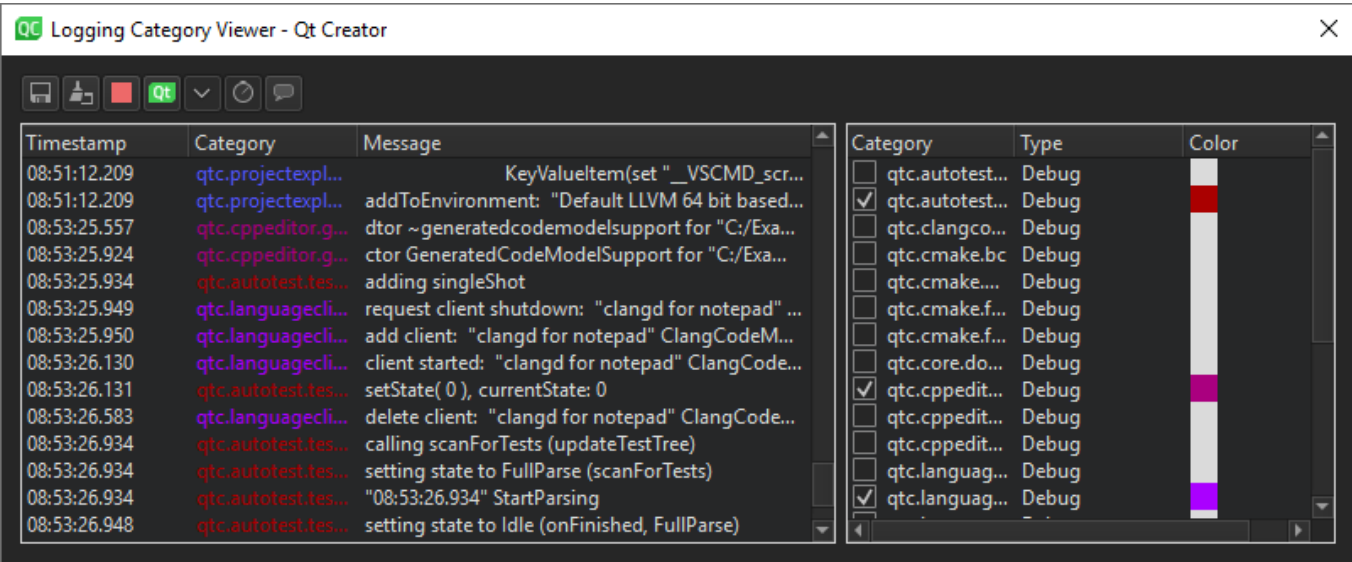 QC Logging Category Viewer - Qt Creator
Qt
Timestamp Category Message
08:51:12.209 qtc.projectexpl... KeyValueItem(set "__VSCMD_scr...
08:51:12.209 qtc.projectexpl... addToEnvironment: "Default LLVM 64 bit based...
08:53:25.557 qtc.cppeditor.g... dtor ~generatedcodemodelsupport for "C:/Exa...
08:53:25.924 qtc.cppeditor.g... ctor GeneratedCodeModelSupport for "C:/Exa...
08:53:25.934 qtc.autotest.tes... adding singleShot
08:53:25.949 qtc.languagecli... request client shutdown: "clangd for notepad" ...
08:53:25.950 qtc.languagecli... add client: "clangd for notepad" ClangCodeM...
08:53:26.130 qtc.languagecli... client started: "clangd for notepad" ClangCode...
08:53:26.131 qtc.autotest.tes... setState( 0 ), currentState: 0
08:53:26.583 qtc.languagecli... delete client: "clangd for notepad" ClangCode...
08:53:26.934 qtc.autotest.tes... calling scanForTests (updateTestTree)
08:53:26.934 qtc.autotest.tes... setting state to FullParse (scanForTests)
08:53:26.934 qtc.autotest.tes... "08:53:26.934" StartParsing
08:53:26.948 qtc.autotest.tes... setting state to Idle (onFinished, FullParse)
Category Type Color
qtc.autotest... Debug
qtc.autotest... Debug
qtc.clangco... Debug
qtc.cmake.bc Debug
qtc.cmake.... Debug
qtc.cmake.f... Debug
qtc.cmake.f... Debug
qtc.core.do... Debug
qtc.cppedit... Debug
qtc.cppedit... Debug
qtc.cppedit... Debug
qtc.languag... Debug
qtc.languag... Debug